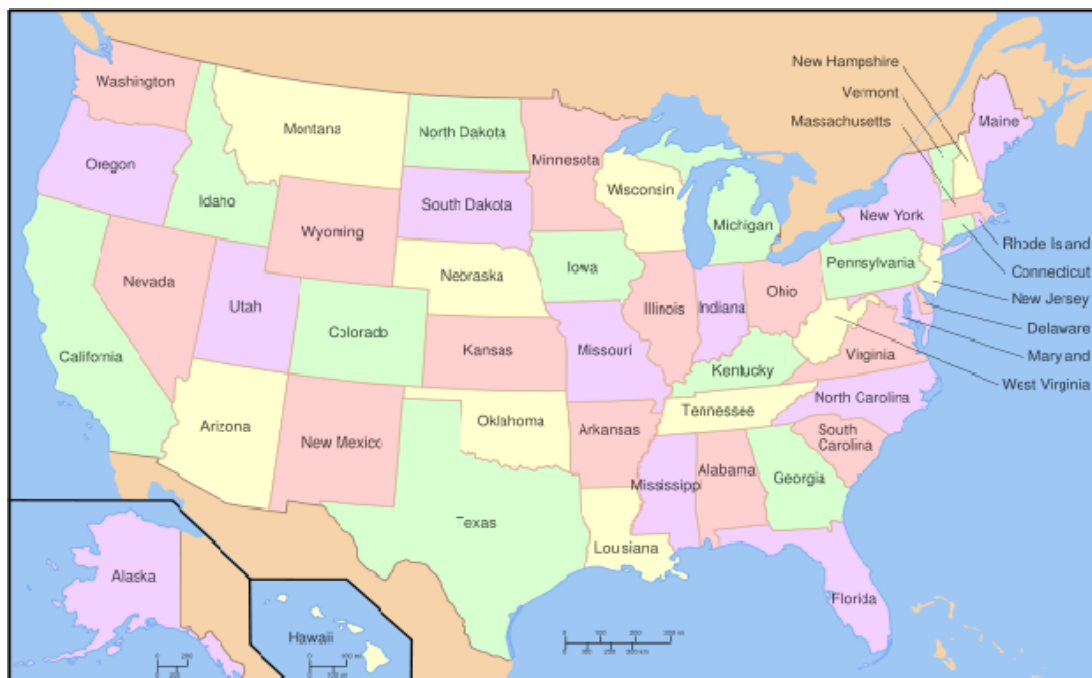 New Hampshire
Washington
Vermont
Montana
North Dakota
Massachusetts
Maine
Minnesota
Oregon
Wisconsin
Idaho
South Dakota
New York
Michigan
Wyoming
Rhode Island
Pennsylvania
Iowa
Connecticut
Nebraska
Nevada
Ohio
New Jersey
Utah
Illinois
Indiana
Delaware
Colorado
Missouri
Kansas
Virginia
Mary and
California
Kentucky
West Virginia
North Carolina
Tennessee
Oklahoma
Arizona
Arkansas
South
Carolina
New Mexico
Alabama
Georgia
Mississipp
Texas
Lousiana
Alaska
Florida
Hawaii